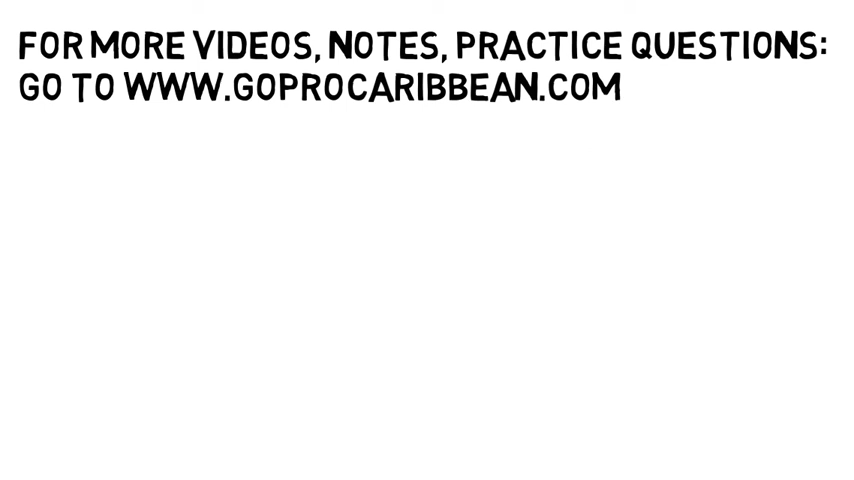 FOR MORE VIDEOS, NOTES, PRACTICE QUESTIONS:
GO TO WWW.GOPROCARIBBEAN.COM